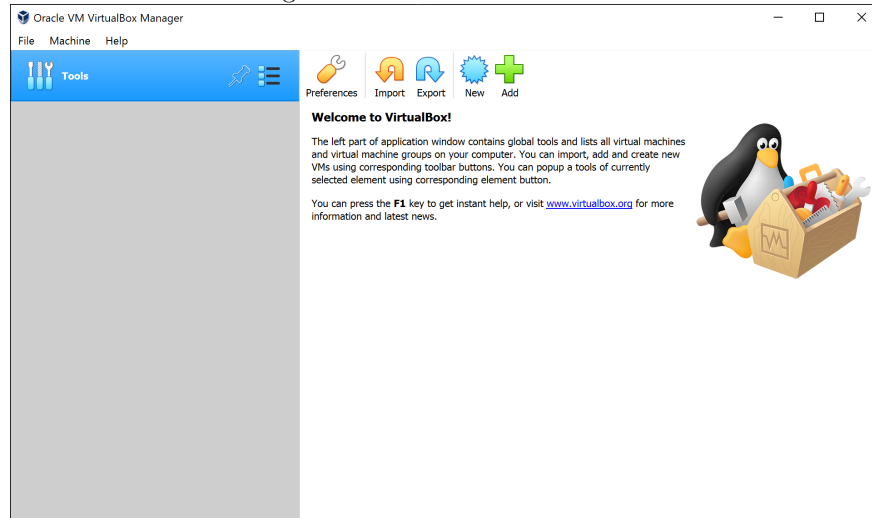 Oracle VM VirtualBox Manager
File Machine Help
Tools
Preferences Import Export New Add
Welcome to VirtualBox!
The left part of application window contains global tools and lists all virtual machines
and virtual machine groups on your computer. You can import, add and create new
VMs using corresponding toolbar buttons. You can popup a tools of currently
selected element using corresponding element button.
You can press the F1 key to get instant help, or visit www.virtualbox.org for more
information and latest news.